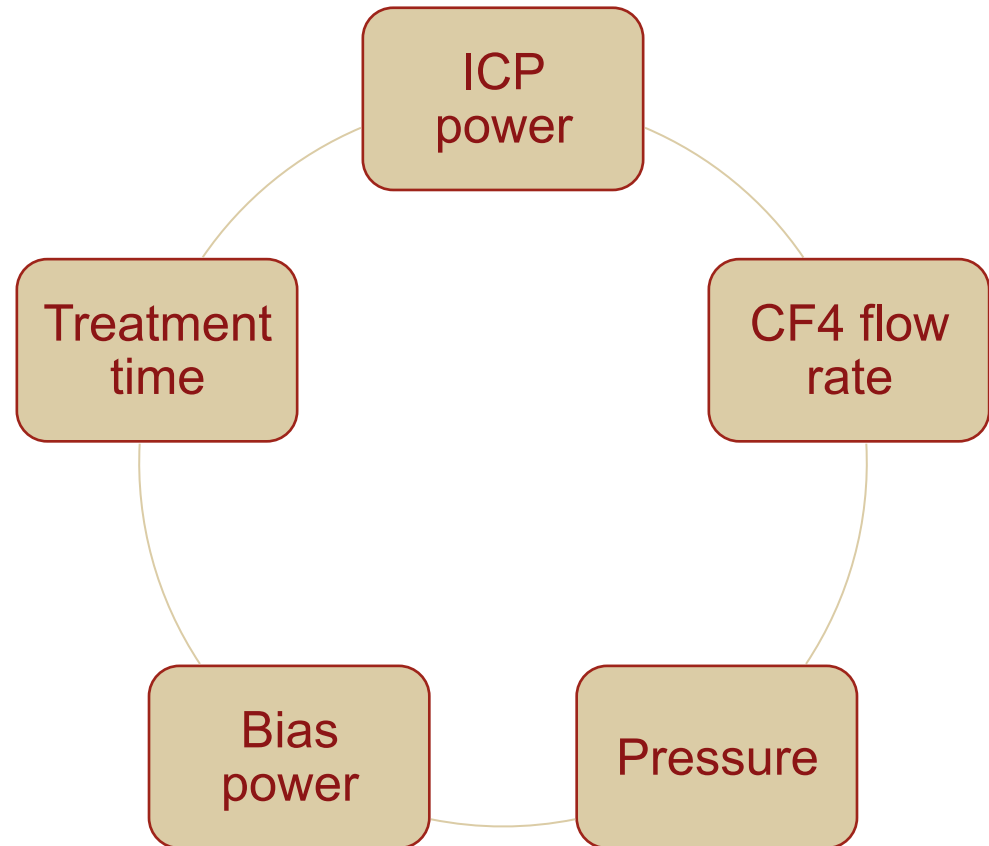 ICP
power
CF4 flow
rate
Pressure
Bias
power
Treatment
time